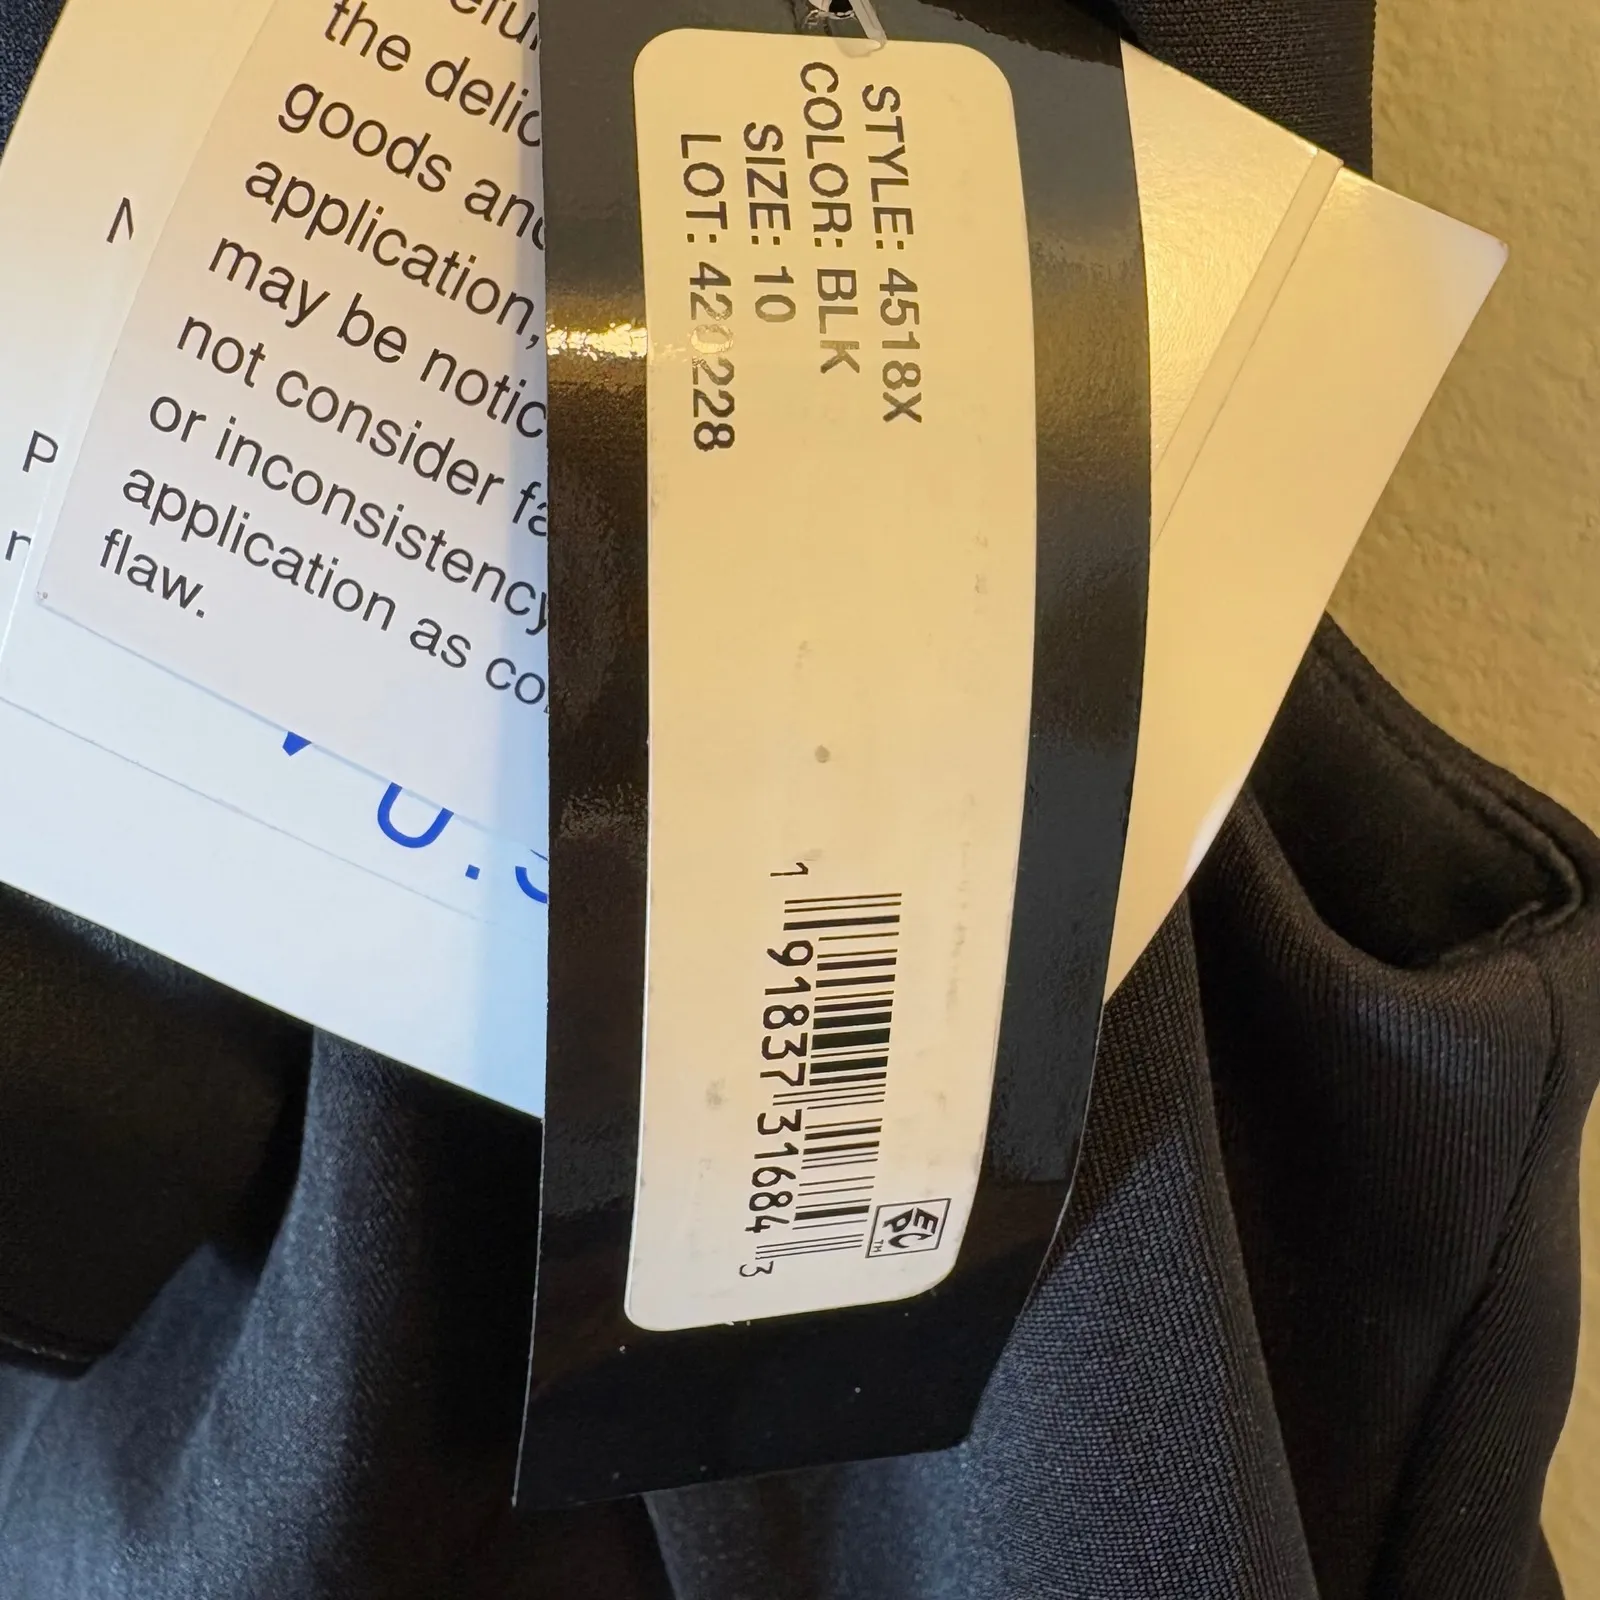 the delic
goods and
application,
may be notic
not consider fa
or inconsistency
application as co
flaw.
N
P
U.S
STYLE: 4518X
COLOR: BLK
SIZE: 10
LOT: 420228
1 91837 31684 3
EPC™